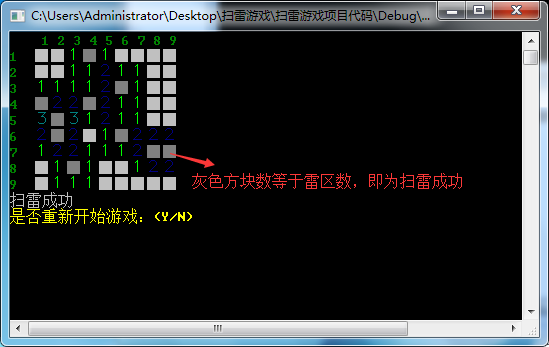 C:\Users\Administrator\Desktop\扫雷游戏\扫雷游戏项目代码\Debug\...
1 2 3 4 5 6 7 8 9
1 1 1
2 1 1 2 1 1
3 1 1 1 1 2 1
4 2 2 2 1 1
5 3 3 1 2 1 1
6 2 2 1 2 2 2
7 1 2 2 1 1 1 2
8 1 1 1
9 1 1 1 1
灰色方块数等于雷区数，即为扫雷成功
扫雷成功
是否重新开始游戏：(Y/N)